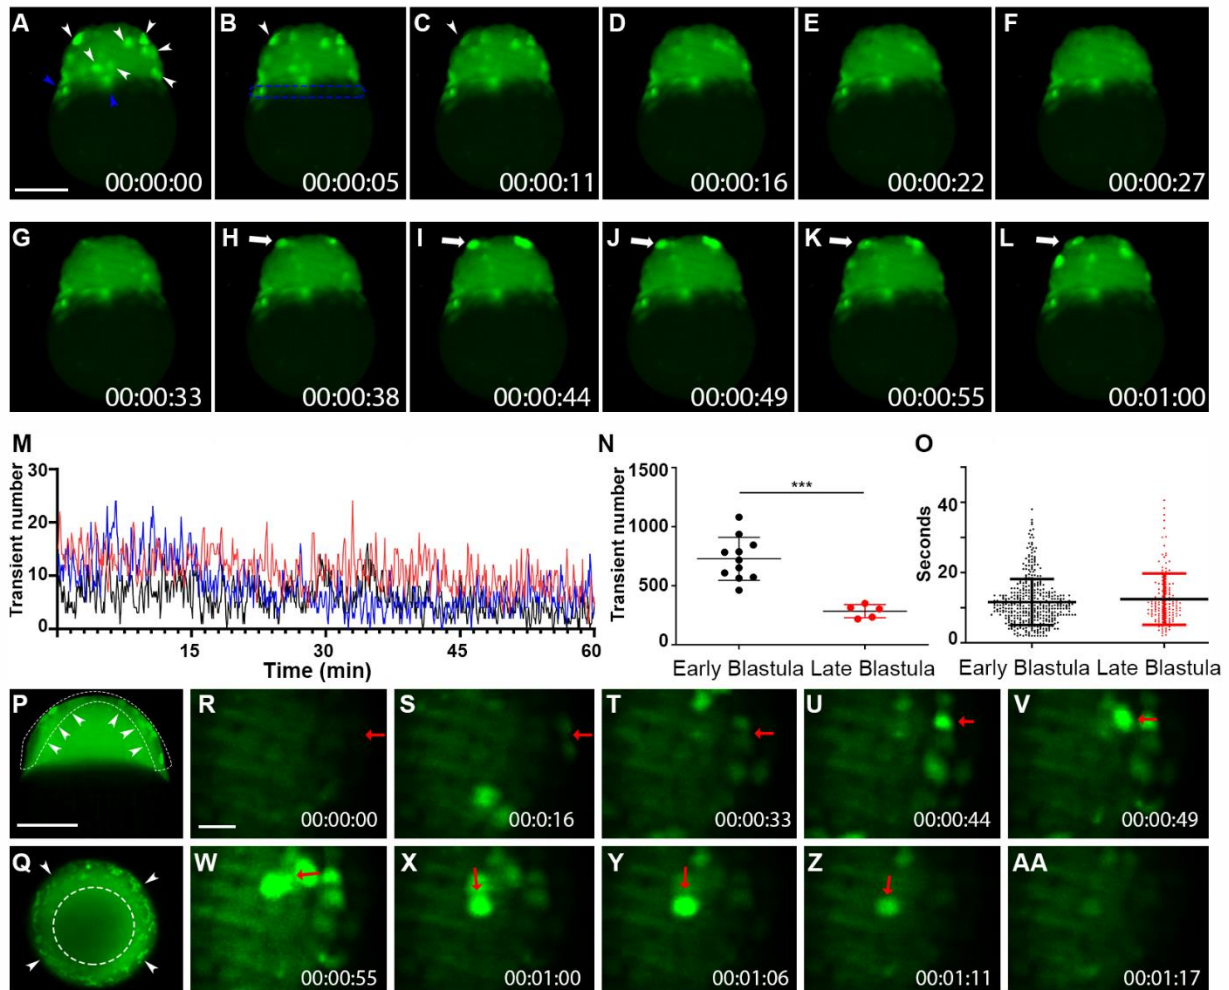 A B C D E F
00:00:00 00:00:05 00:00:11 00:00:16 00:00:22 00:00:27
G H I J K L
00:00:33 00:00:38 00:00:44 00:00:49 00:00:55 00:01:00
M
Transient number
30
20
10
0
15 30 45 60
Time (min)
N
Transient number
1500
1000
500
0
***
Early Blastula Late Blastula
O
Seconds
40
20
0
Early Blastula Late Blastula
P R S T U V
00:00:00 00:0:16 00:00:33 00:00:44 00:00:49
Q W X Y Z AA
00:00:55 00:01:00 00:01:06 00:01:11 00:01:17